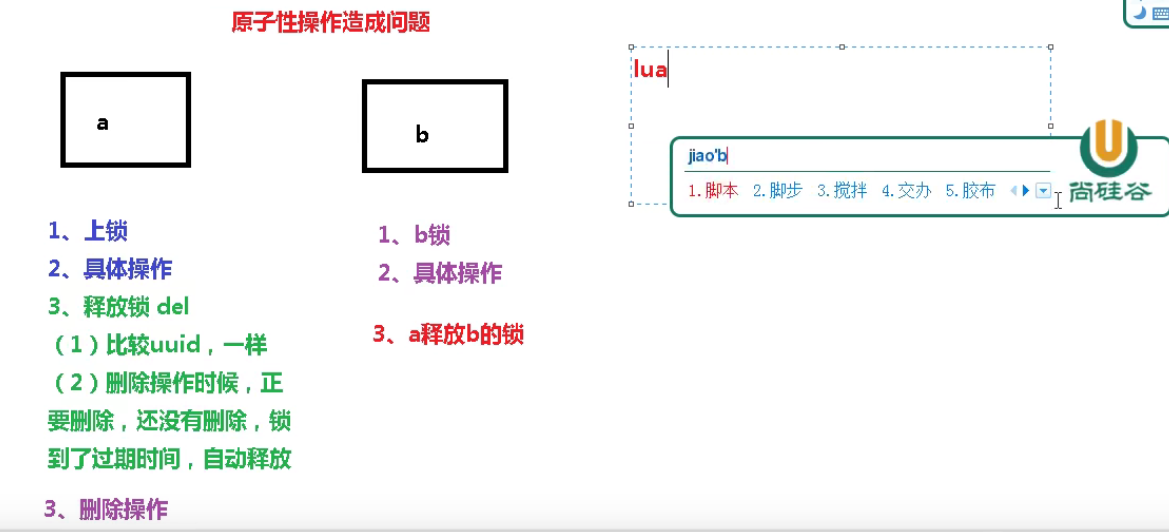 原子性操作造成问题
a
b
1、上锁
2、具体操作
3、释放锁 del
（1）比较uuid，一样
（2）删除操作时候，正
要删除，还没有删除，锁
到了过期时间，自动释放
3、删除操作
1、b锁
2、具体操作
3、a释放b的锁
lua
jiao'b
1.脚本 2.脚步 3.搅拌 4.交办 5.胶布
尚硅谷